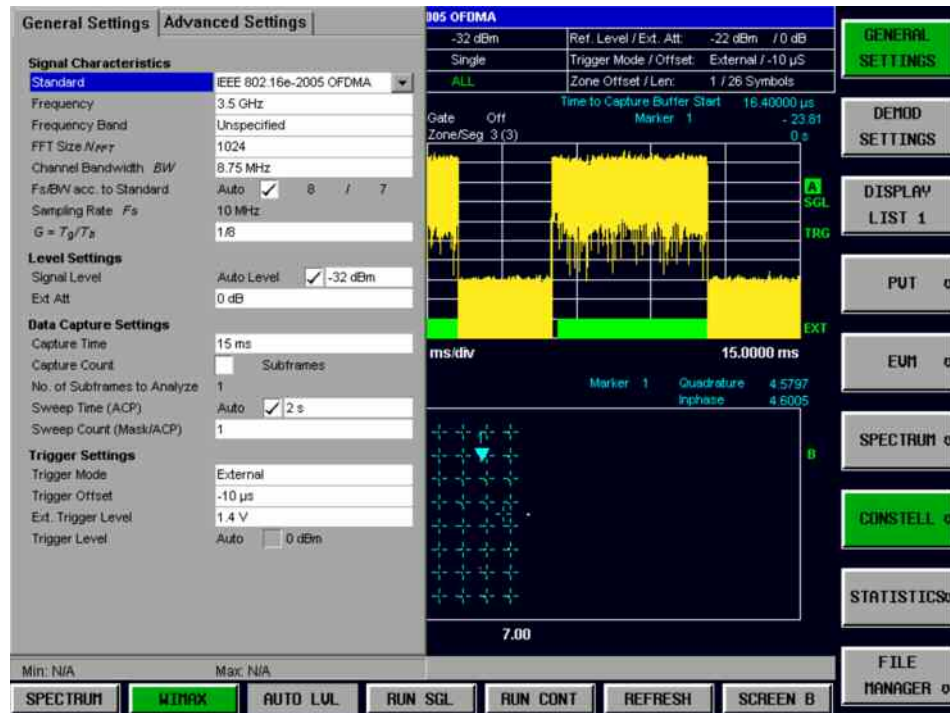 General Settings Advanced Settings
Signal Characteristics
Standard IEEE 802.16e-2005 OFDMA
Frequency 3.5 GHz
Frequency Band Unspecified
FFT Size NFFT 1024
Channel Bandwidth BW 8.75 MHz
Fs/BW acc. to Standard Auto 8 / 7
Sampling Rate Fs 10 MHz
G = Tg/Tb 1/8
Level Settings
Signal Level Auto Level -32 dBm
Ext Att 0 dB
Data Capture Settings
Capture Time 15 ms
Capture Count Subframes
No. of Subframes to Analyze 1
Sweep Time (ACP) Auto 2 s
Sweep Count (Mask/ACP) 1
Trigger Settings
Trigger Mode External
Trigger Offset -10 µs
Ext. Trigger Level 1.4 V
Trigger Level Auto 0 dBm
Min: N/A Max: N/A
005 OFDMA
-32 dBm Ref. Level / Ext. Att: -22 dBm / 0 dB
Single Trigger Mode / Offset: External / -10 µS
ALL Zone Offset / Len: 1 / 26 Symbols
Time to Capture Buffer Start 16.40000 µs
Gate Off Marker 1 - 23.81
Zone/Seg 3 (3) 0 s
A
SGL
TRG
EXT
ms/div 15.0000 ms
Marker 1 Quadrature 4.5797
Inphase 4.6005
1
B
7.00
GENERAL
SETTINGS
DEMOD
SETTINGS
DISPLAY
LIST 1
PVT
EVM
SPECTRUM
CONSTELL
STATISTICS
FILE
MANAGER
SPECTRUM WIMAX AUTO LVL RUN SGL RUN CONT REFRESH SCREEN B